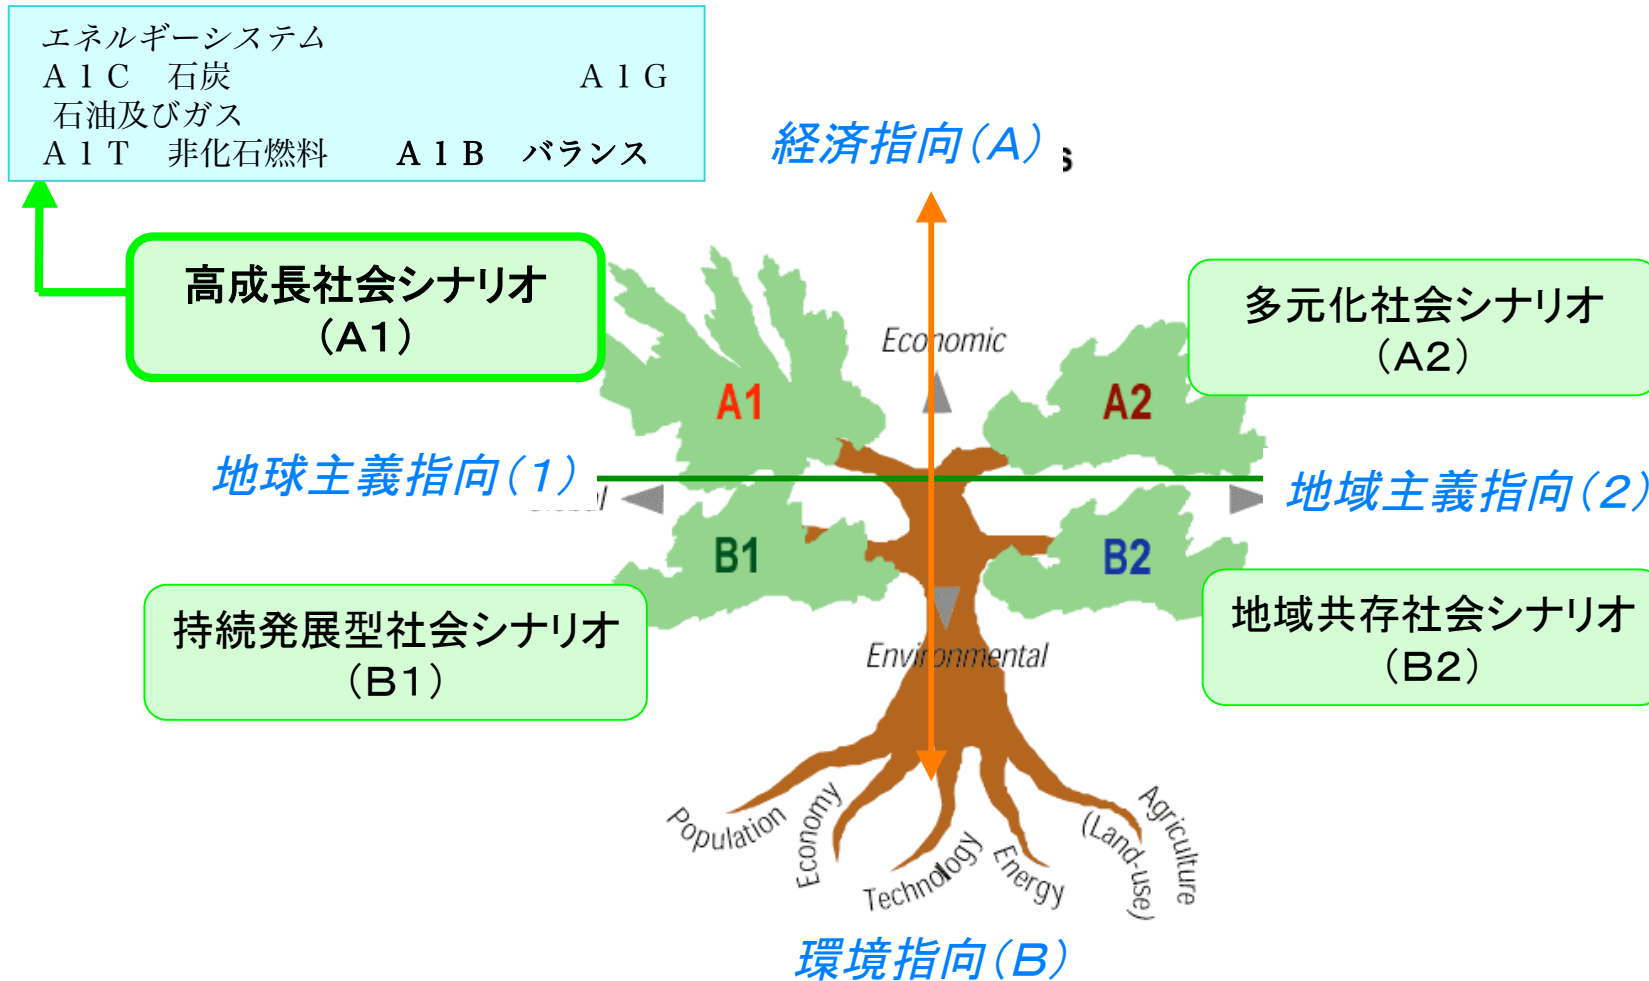 エネルギーシステム
A1C 石炭 A1G
石油及びガス
A1T 非化石燃料 A1B バランス
経済指向(A)
s
高成長社会シナリオ
(A1)
多元化社会シナリオ
(A2)
Economic
A1
A2
地球主義指向(1)
地域主義指向(2)
B1
B2
持続発展型社会シナリオ
(B1)
地域共存社会シナリオ
(B2)
Environmental
Population
Economy
Technology
Energy
Agriculture
(Land-use)
環境指向(B)